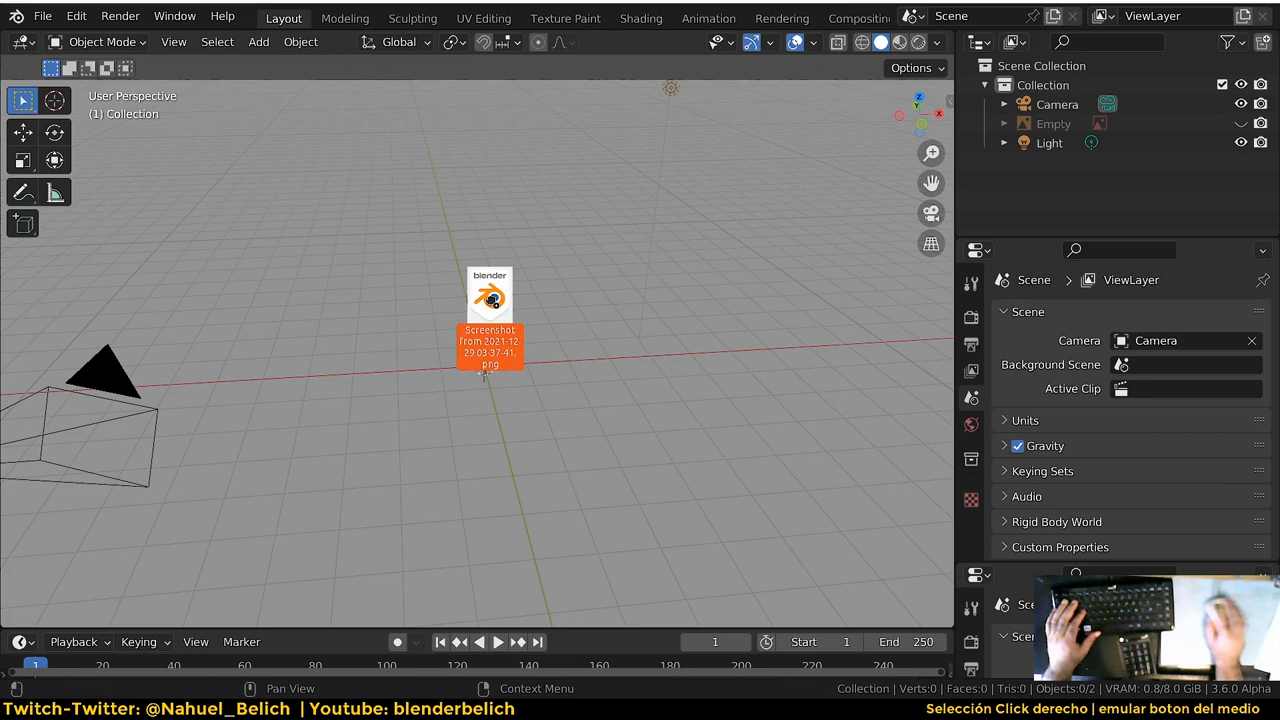 File Edit Render Window Help Layout Modeling Sculpting UV Editing Texture Paint Shading Animation Rendering Compositin Scene ViewLayer
Object Mode View Select Add Object Global
Options
User Perspective
(1) Collection
Z
Y
X
blender
Screenshot
from 2021-12-
29 03-37-41.
png
Scene Collection
Collection
Camera
Empty
Light
Scene > ViewLayer
Scene
Camera Camera
Background Scene
Active Clip
Units
Gravity
Keying Sets
Audio
Rigid Body World
Custom Properties
Playback Keying View Marker 1 Start 1 End 250
1 20 40 60 80 100 120 140 160 180 200 220 240
Pan View Context Menu Collection | Verts:0 | Faces:0 | Tris:0 | Objects:0/2 | VRAM: 0.8/8.0 GiB | 3.6.0 Alpha
Twitch-Twitter: @Nahuel_Belich | Youtube: blenderbelich Selección Click derecho | emular boton del medio